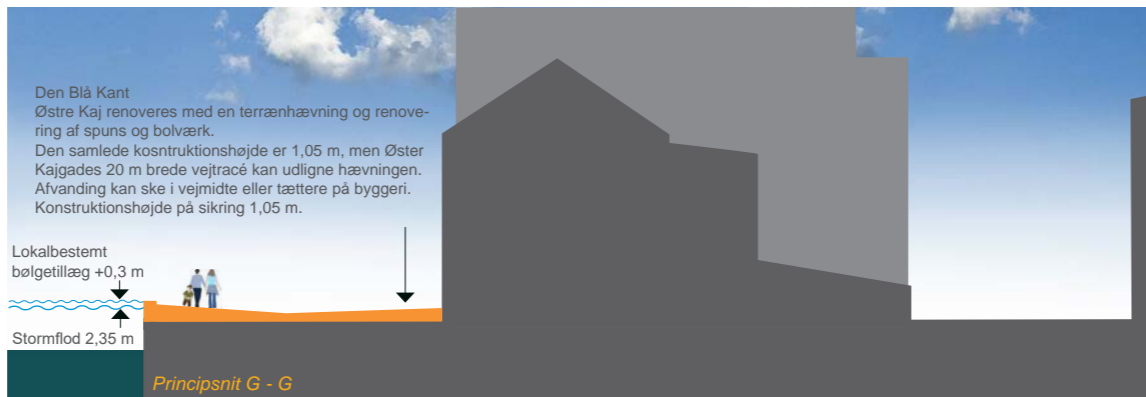 Den Blå Kant
Østre Kaj renoveres med en terrænhævning og renove-
ring af spuns og bolværk.
Den samlede kosntruktionshøjde er 1,05 m, men Øster
Kajgades 20 m brede vejtracé kan udligne hævningen.
Afvanding kan ske i vejmidte eller tættere på byggeri.
Konstruktionshøjde på sikring 1,05 m.
Lokalbestemt
bølgetillæg +0,3 m
Stormflod 2,35 m
Principsnit G - G